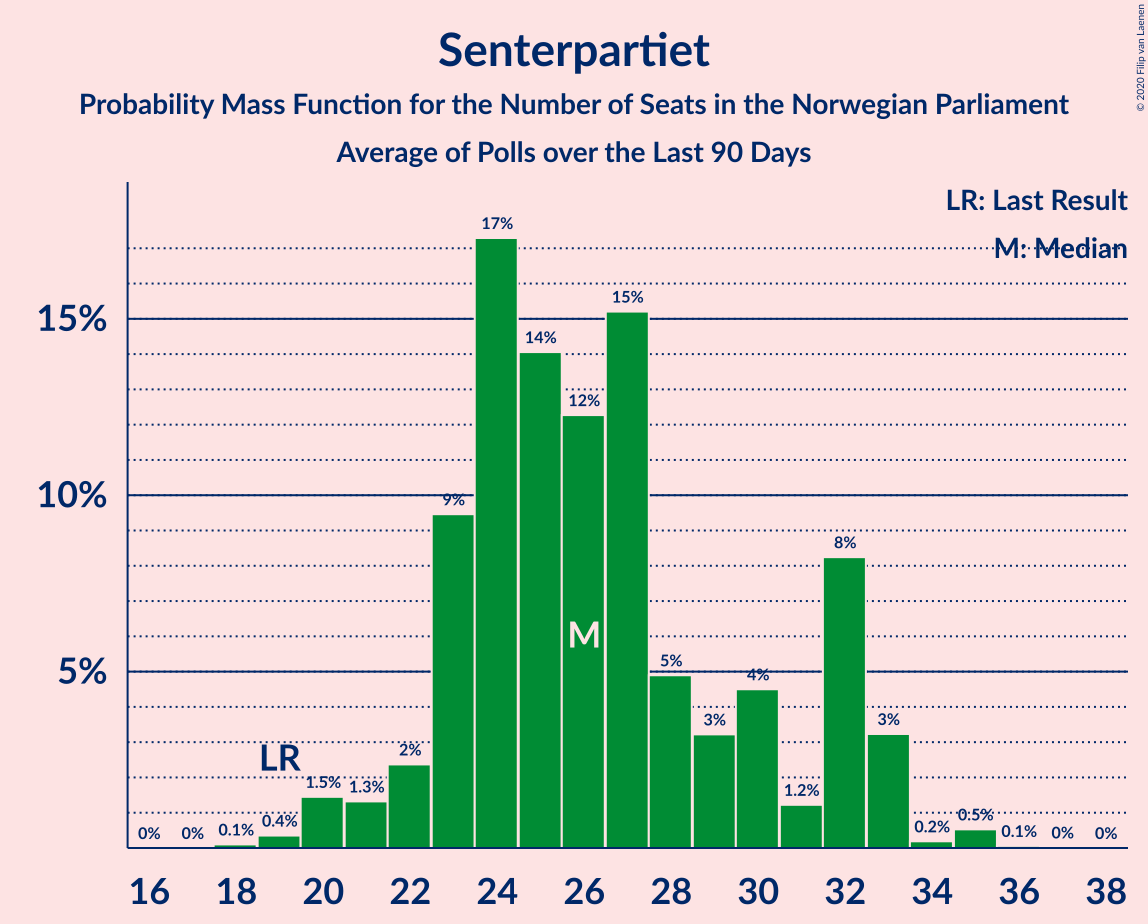 Senterpartiet
Probability Mass Function for the Number of Seats in the Norwegian Parliament
Average of Polls over the Last 90 Days
© 2020 Filip van Laenen
LR: Last Result
M: Median
15%
10%
5%
0% 0% 0.1% 0.4% 1.5% 1.3% 2% 9% 17% 14% 12% 15% 5% 3% 4% 1.2% 8% 3% 0.2% 0.5% 0.1% 0% 0%
LR
M
16 18 20 22 24 26 28 30 32 34 36 38